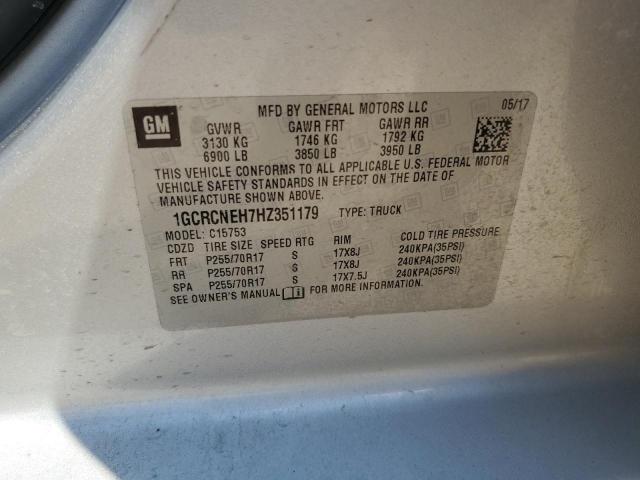 GM
MFD BY GENERAL MOTORS LLC 05/17
GVWR GAWR FRT GAWR RR
3130 KG 1746 KG 1792 KG
6900 LB 3850 LB 3950 LB
THIS VEHICLE CONFORMS TO ALL APPLICABLE U.S. FEDERAL MOTOR
VEHICLE SAFETY STANDARDS IN EFFECT ON THE DATE OF
MANUFACTURE SHOWN ABOVE.
1GCRCNEH7HZ351179 TYPE: TRUCK
MODEL: C15753
CDZD TIRE SIZE SPEED RTG RIM COLD TIRE PRESSURE
FRT P255/70R17 S 17X8J 240KPA(35PSI)
RR P255/70R17 S 17X8J 240KPA(35PSI)
SPA P255/70R17 S 17X7.5J 240KPA(35PSI)
SEE OWNER'S MANUAL FOR MORE INFORMATION.